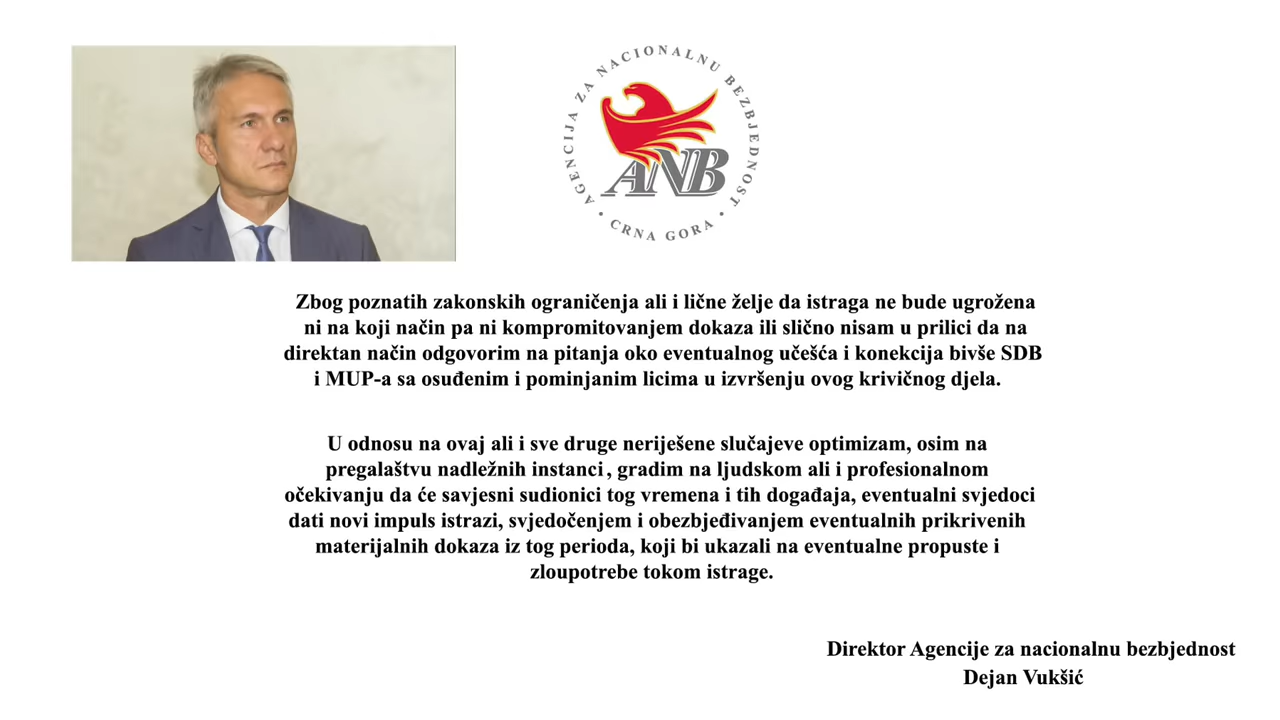 AGENCIJA ZA NACIONALNU BEZBJEDNOST
ANB
• CRNA GORA •
Zbog poznatih zakonskih ograničenja ali i lične želje da istraga ne bude ugrožena
ni na koji način pa ni kompromitovanjem dokaza ili slično nisam u prilici da na
direktan način odgovorim na pitanja oko eventualnog učešća i konekcija bivše SDB
i MUP-a sa osuđenim i pominjanim licima u izvršenju ovog krivičnog djela.
U odnosu na ovaj ali i sve druge neriješene slučajeve optimizam, osim na
pregalaštvu nadležnih instanci, gradim na ljudskom ali i profesionalnom
očekivanju da će savjesni sudionici tog vremena i tih događaja, eventualni svjedoci
dati novi impuls istrazi, svjedočenjem i obezbjeđivanjem eventualnih prikrivenih
materijalnih dokaza iz tog perioda, koji bi ukazali na eventualne propuste i
zloupotrebe tokom istrage.
Direktor Agencije za nacionalnu bezbjednost
Dejan Vukšić